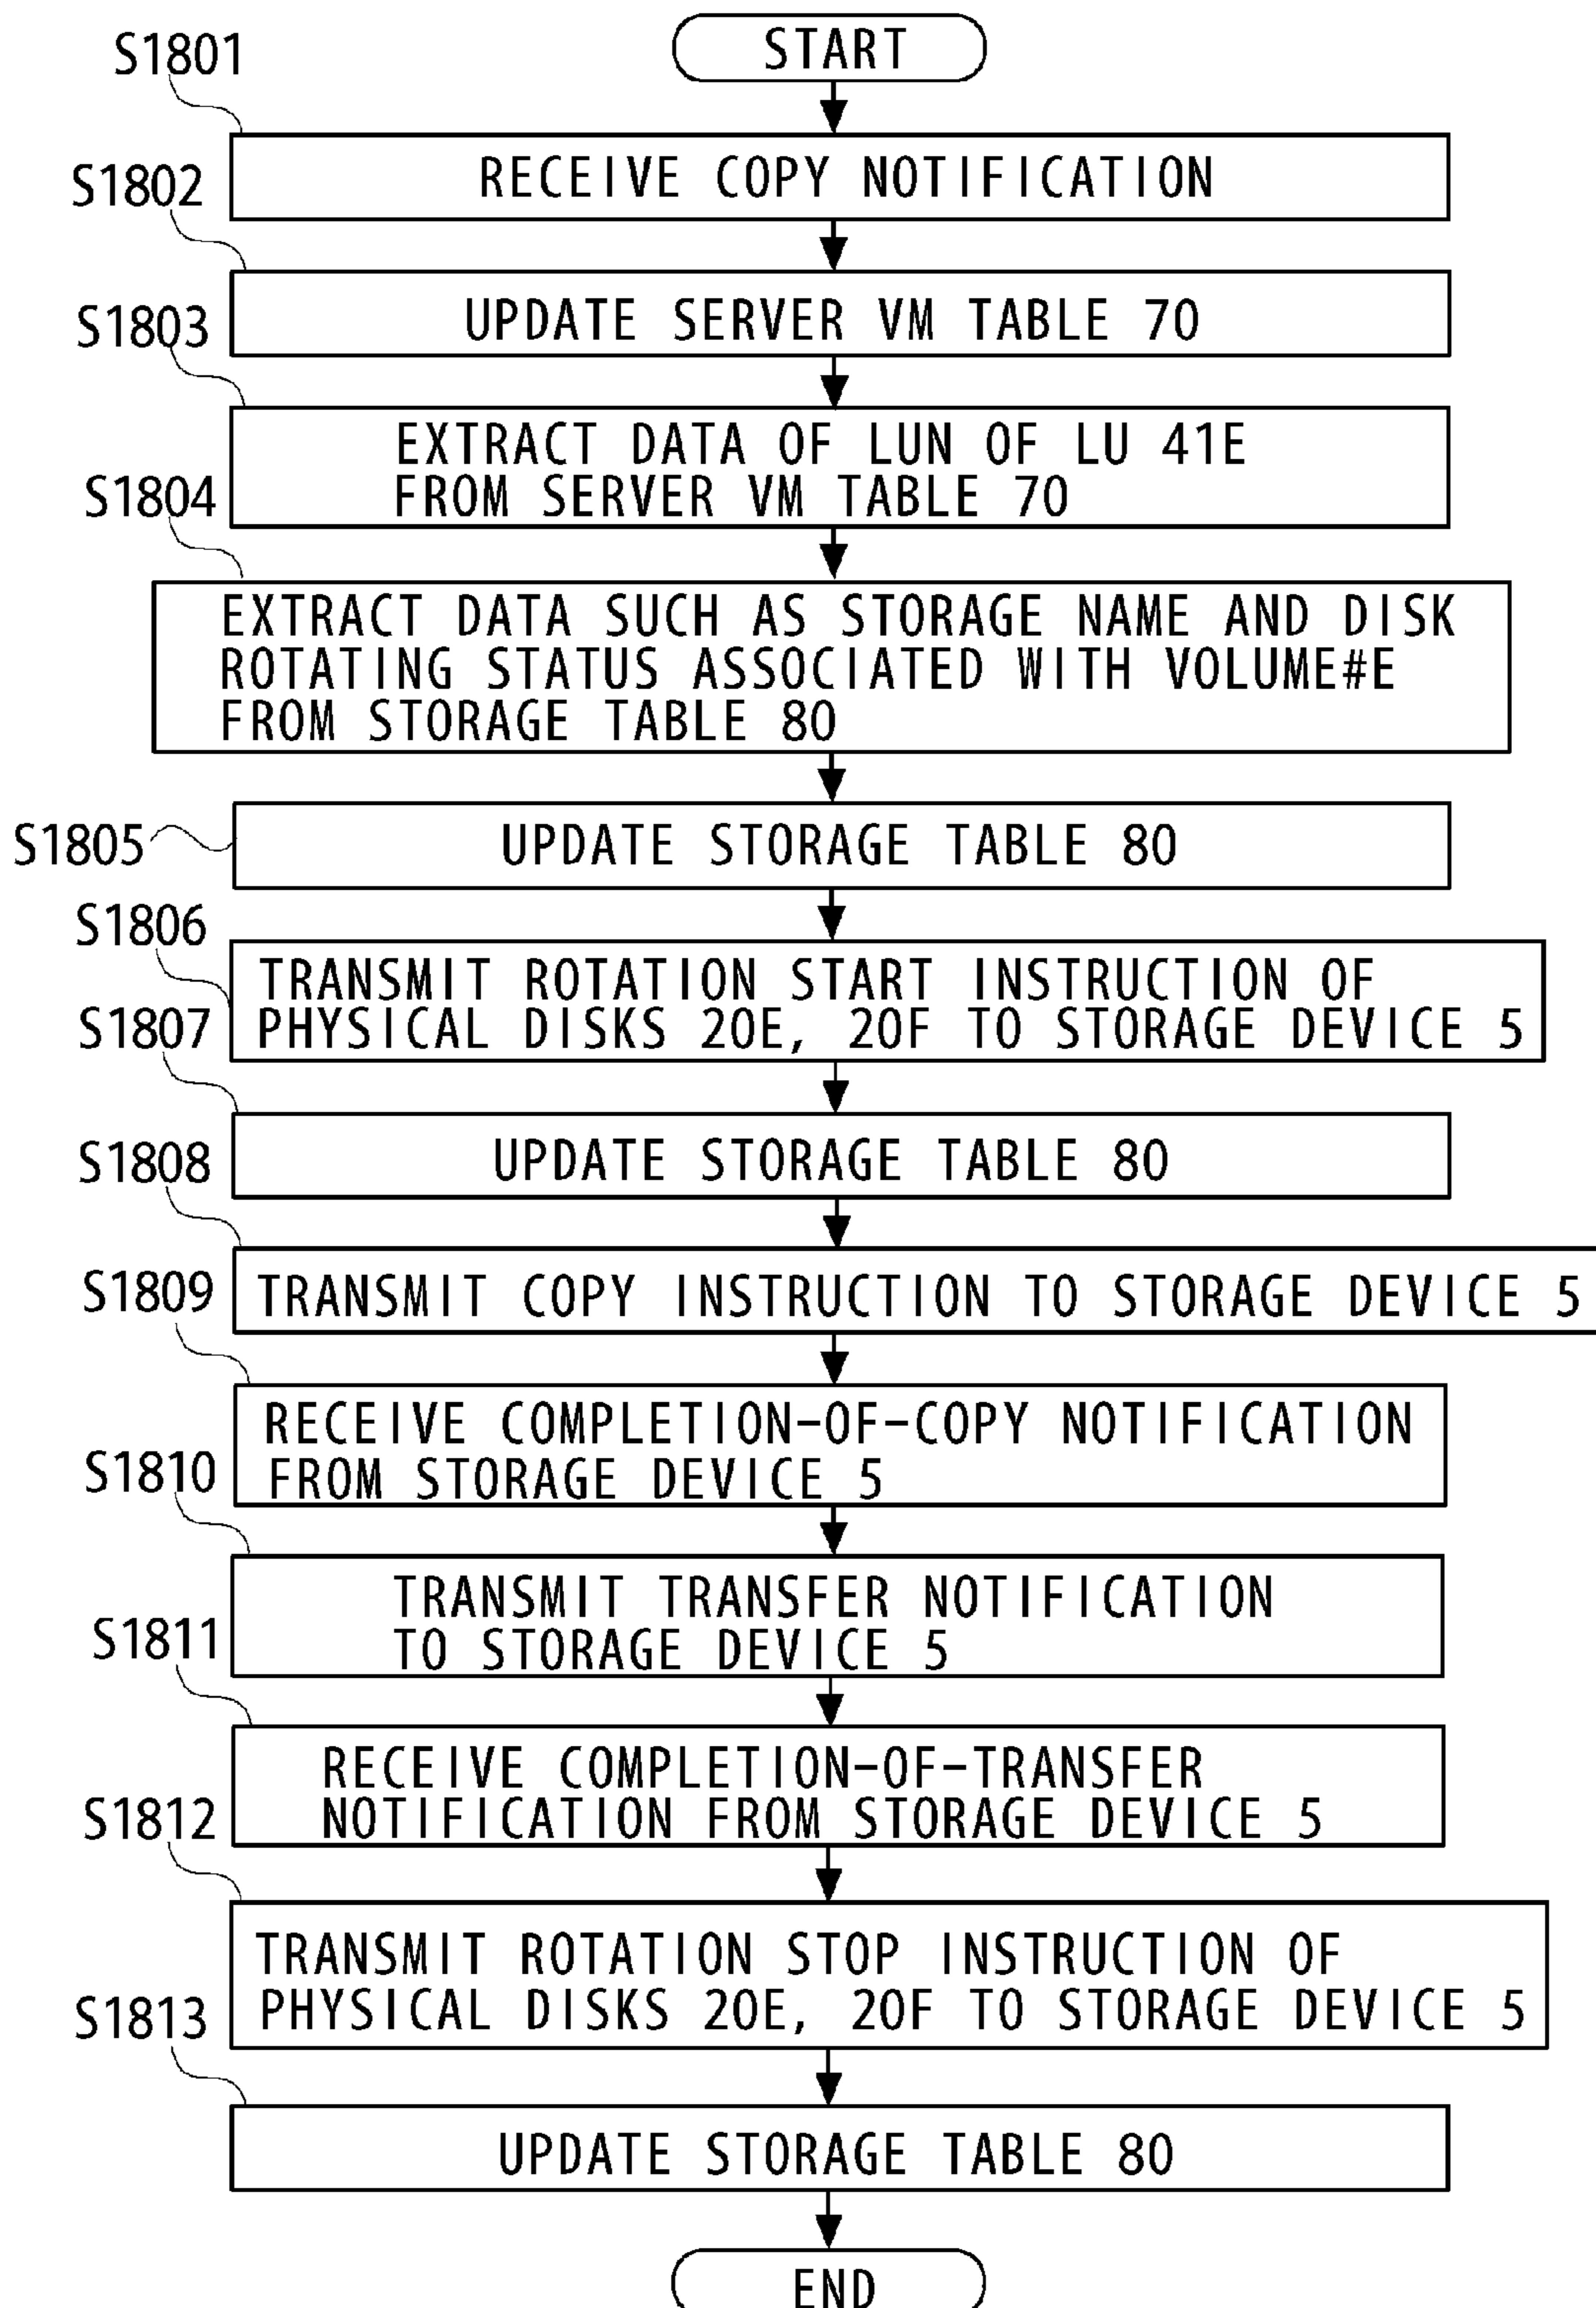 START
S1801
RECEIVE COPY NOTIFICATION
S1802
UPDATE SERVER VM TABLE 70
S1803
EXTRACT DATA OF LUN OF LU 41E
FROM SERVER VM TABLE 70
S1804
EXTRACT DATA SUCH AS STORAGE NAME AND DISK
ROTATING STATUS ASSOCIATED WITH VOLUME#E
FROM STORAGE TABLE 80
S1805
UPDATE STORAGE TABLE 80
S1806
TRANSMIT ROTATION START INSTRUCTION OF
PHYSICAL DISKS 20E, 20F TO STORAGE DEVICE 5
S1807
UPDATE STORAGE TABLE 80
S1808
TRANSMIT COPY INSTRUCTION TO STORAGE DEVICE 5
S1809
RECEIVE COMPLETION-OF-COPY NOTIFICATION
FROM STORAGE DEVICE 5
S1810
TRANSMIT TRANSFER NOTIFICATION
TO STORAGE DEVICE 5
S1811
RECEIVE COMPLETION-OF-TRANSFER
NOTIFICATION FROM STORAGE DEVICE 5
S1812
TRANSMIT ROTATION STOP INSTRUCTION OF
PHYSICAL DISKS 20E, 20F TO STORAGE DEVICE 5
S1813
UPDATE STORAGE TABLE 80
END